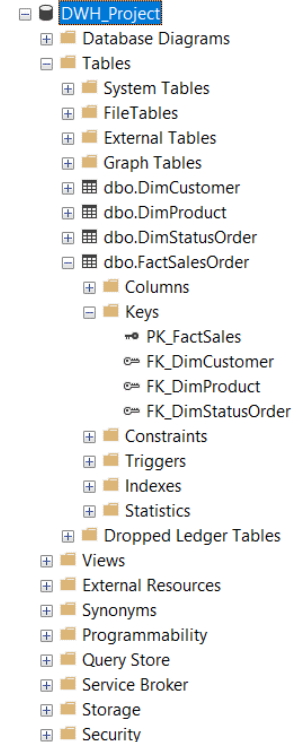 DWH_Project
Database Diagrams
Tables
System Tables
FileTables
External Tables
Graph Tables
dbo.DimCustomer
dbo.DimProduct
dbo.DimStatusOrder
dbo.FactSalesOrder
Columns
Keys
PK_FactSales
FK_DimCustomer
FK_DimProduct
FK_DimStatusOrder
Constraints
Triggers
Indexes
Statistics
Dropped Ledger Tables
Views
External Resources
Synonyms
Programmability
Query Store
Service Broker
Storage
Security